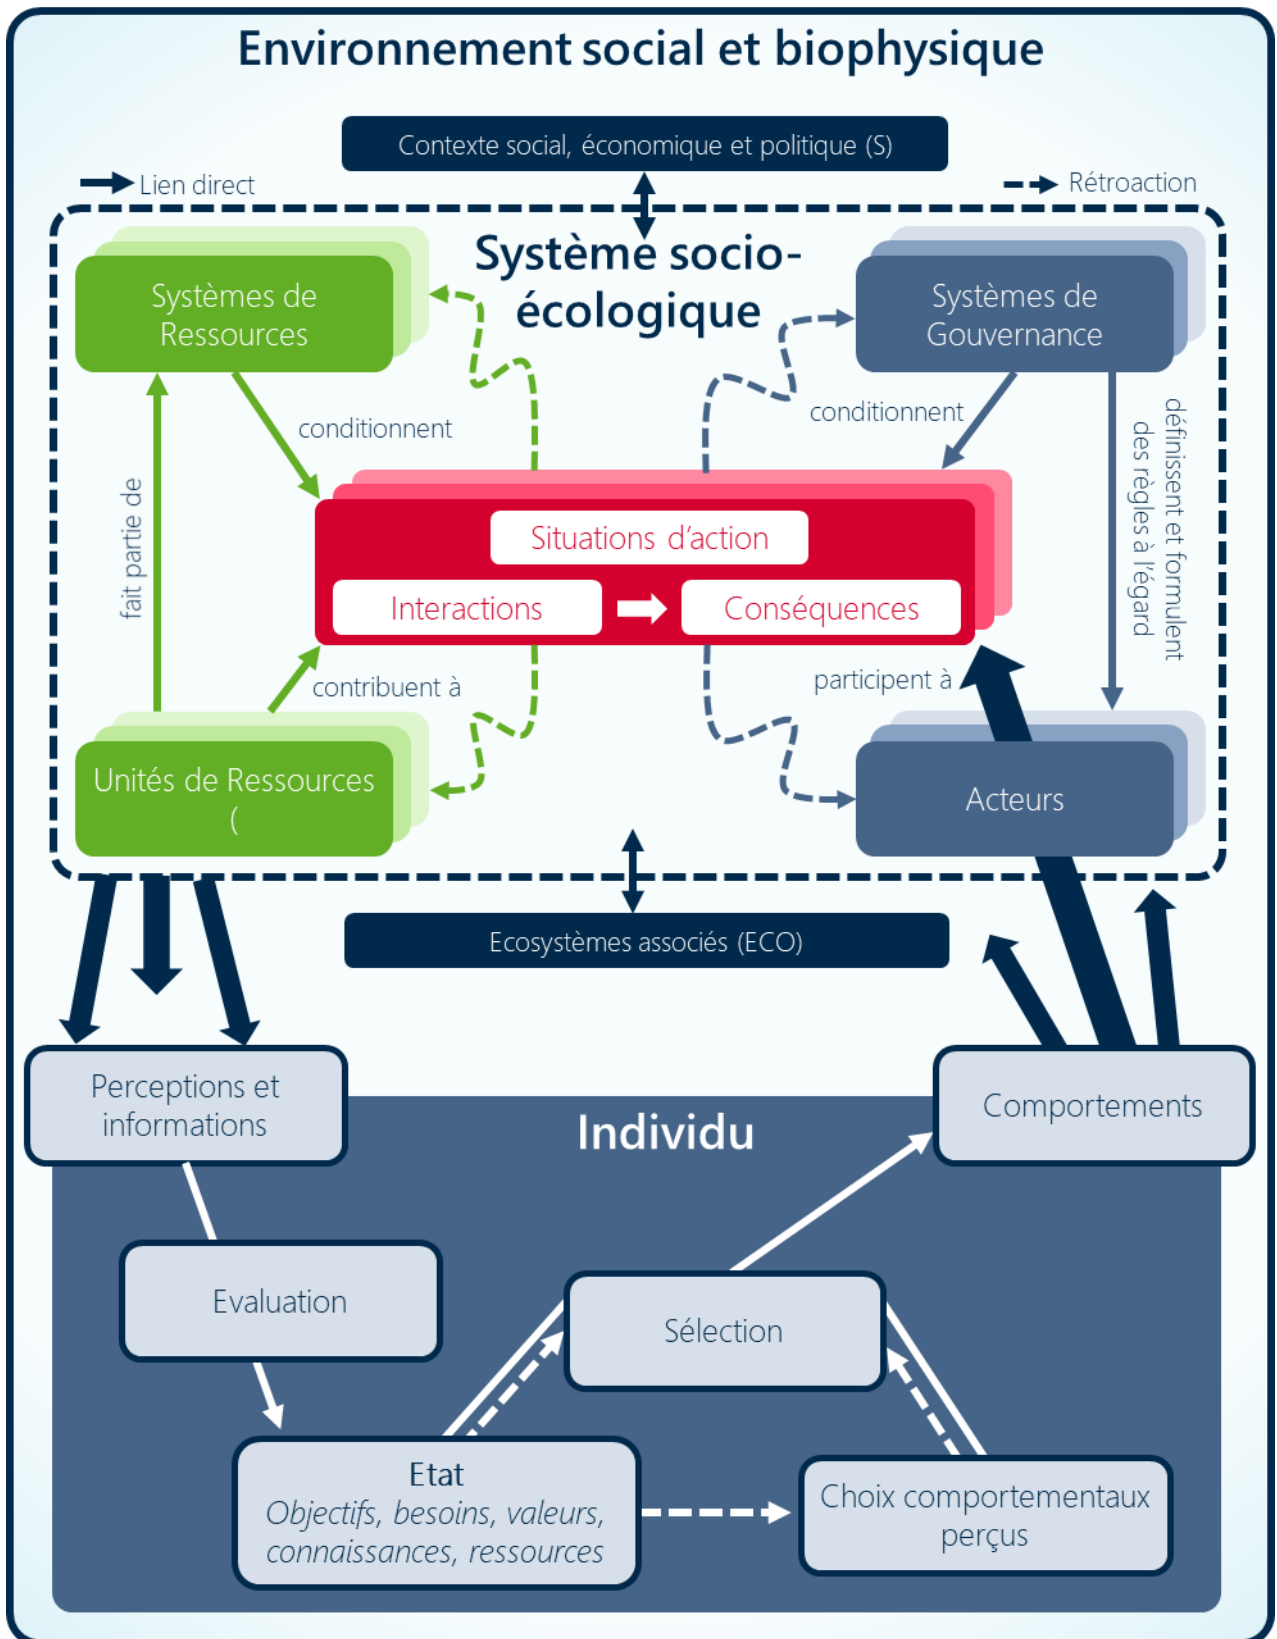 Environnement social et biophysique
Contexte social, économique et politique (S)
Lien direct
Rétroaction
Système socio-
écologique
Systèmes de
Ressources
Systèmes de
Gouvernance
conditionnent
conditionnent
fait partie de
définissent et formulent
des règles à l'égard
Situations d'action
Interactions
Conséquences
contribuent à
participent à
Unités de Ressources
(
Acteurs
Ecosystèmes associés (ECO)
Perceptions et
informations
Comportements
Individu
Evaluation
Sélection
Etat
Objectifs, besoins, valeurs,
connaissances, ressources
Choix comportementaux
perçus